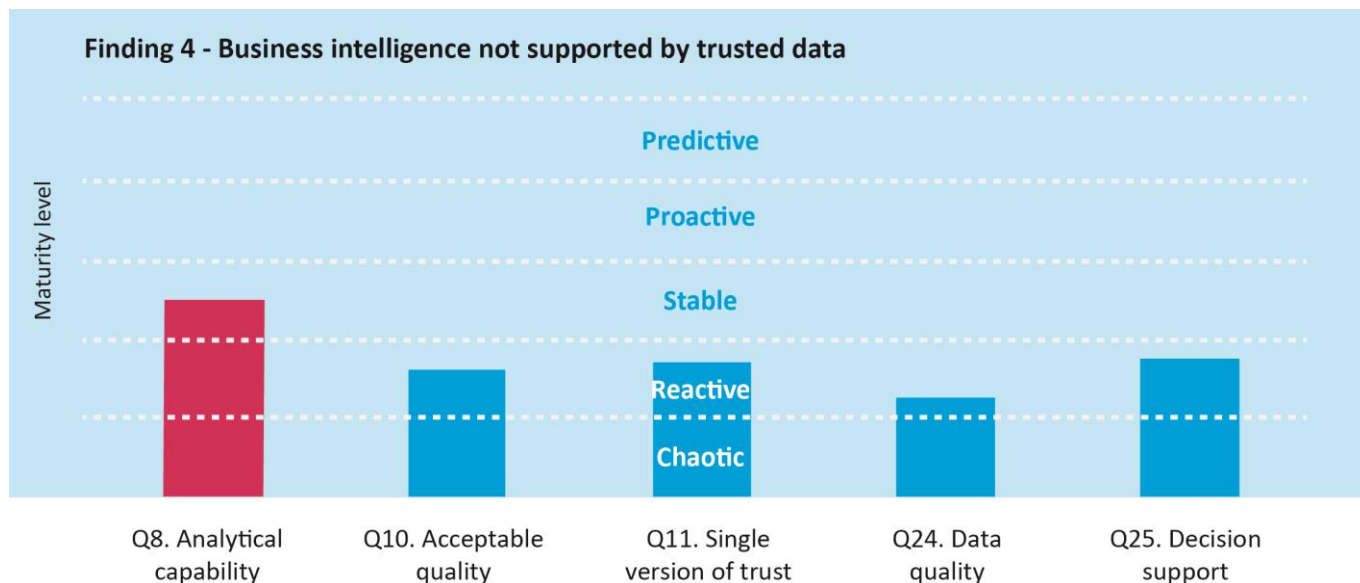 Finding 4 - Business intelligence not supported by trusted data
Maturity level
Predictive
Proactive
Stable
Reactive
Chaotic
Q8. Analytical
capability
Q10. Acceptable
quality
Q11. Single
version of trust
Q24. Data
quality
Q25. Decision
support